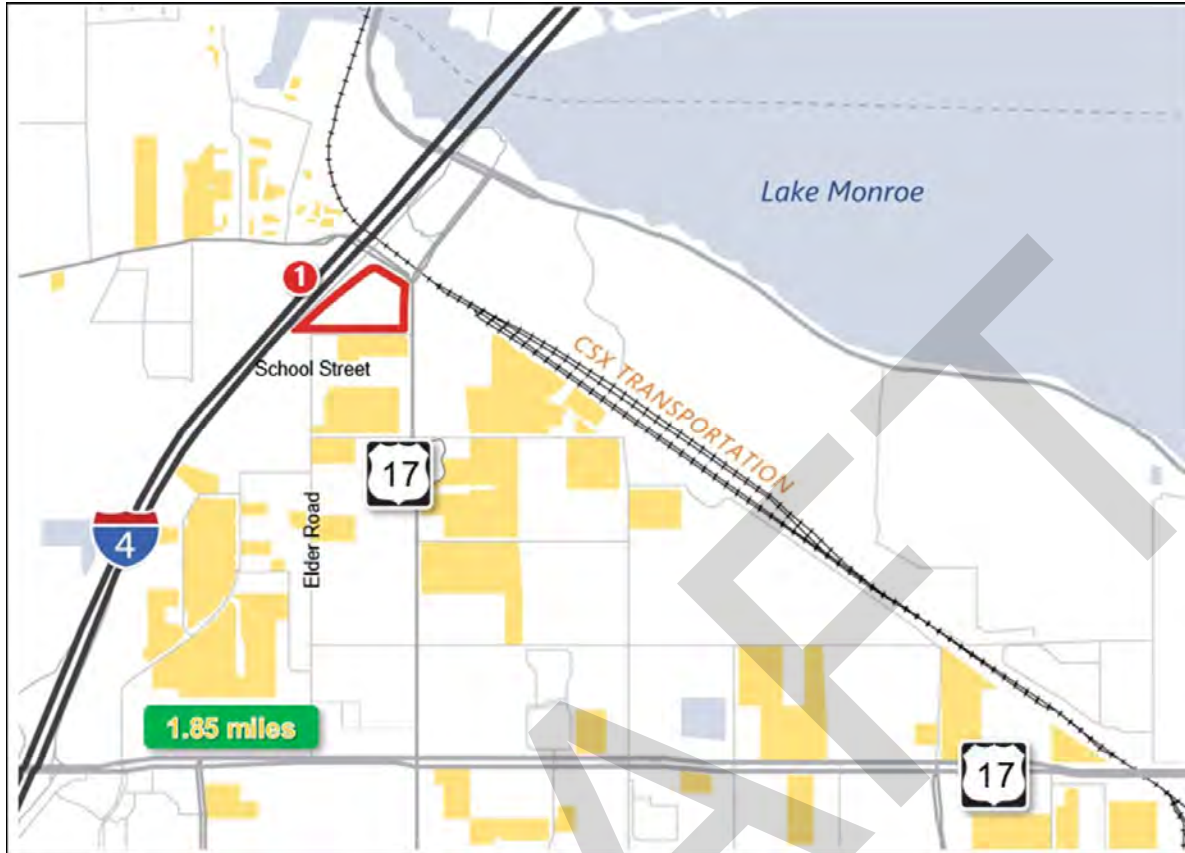 Lake Monroe
1
School Street
CSX TRANSPORTATION
17
Elder Road
4
1.85 miles
17